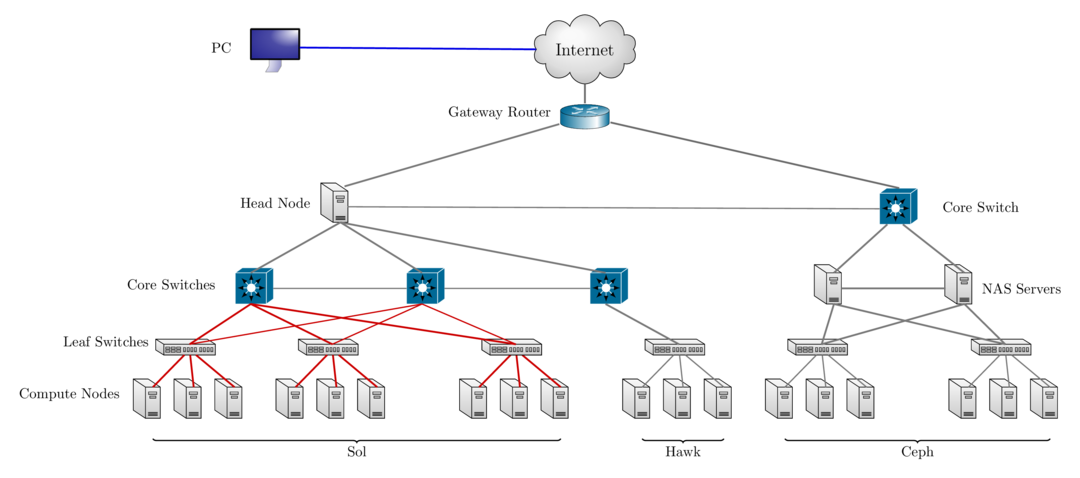 PC
Internet
Gateway Router
Head Node
Core Switch
Core Switches
NAS Servers
Leaf Switches
Compute Nodes
Sol
Hawk
Ceph